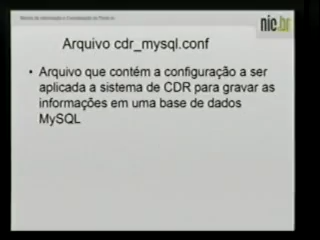 nic.br
Arquivo cdr_mysql.conf
• Arquivo que contém a configuração a ser
aplicada a sistema de CDR para gravar as
informações em uma base de dados
MySQL